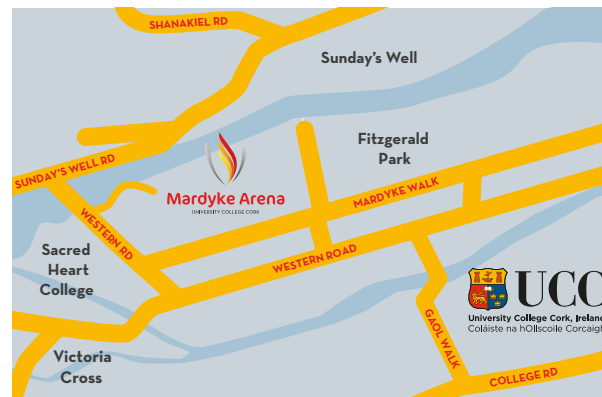 SHANAKIEL RD
Sunday's Well
Fitzgerald
Park
SUNDAY'S WELL RD
Mardyke Arena
UNIVERSITY COLLEGE CORK
MARDYKE WALK
WESTERN RD
Sacred
Heart
College
WESTERN ROAD
UCC
University College Cork, Ireland
Coláiste na hOllscoile Corcaigh
GAOL WALK
Victoria
Cross
COLLEGE RD